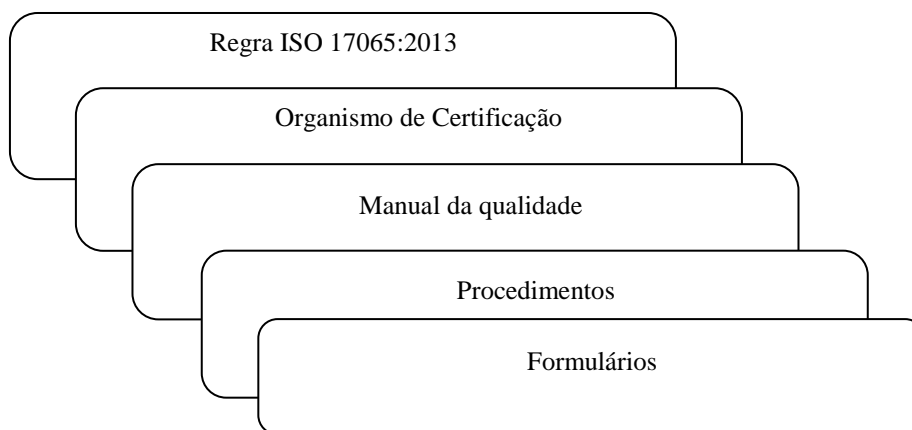 Regra ISO 17065:2013
Organismo de Certificação
Manual da qualidade
Procedimentos
Formulários